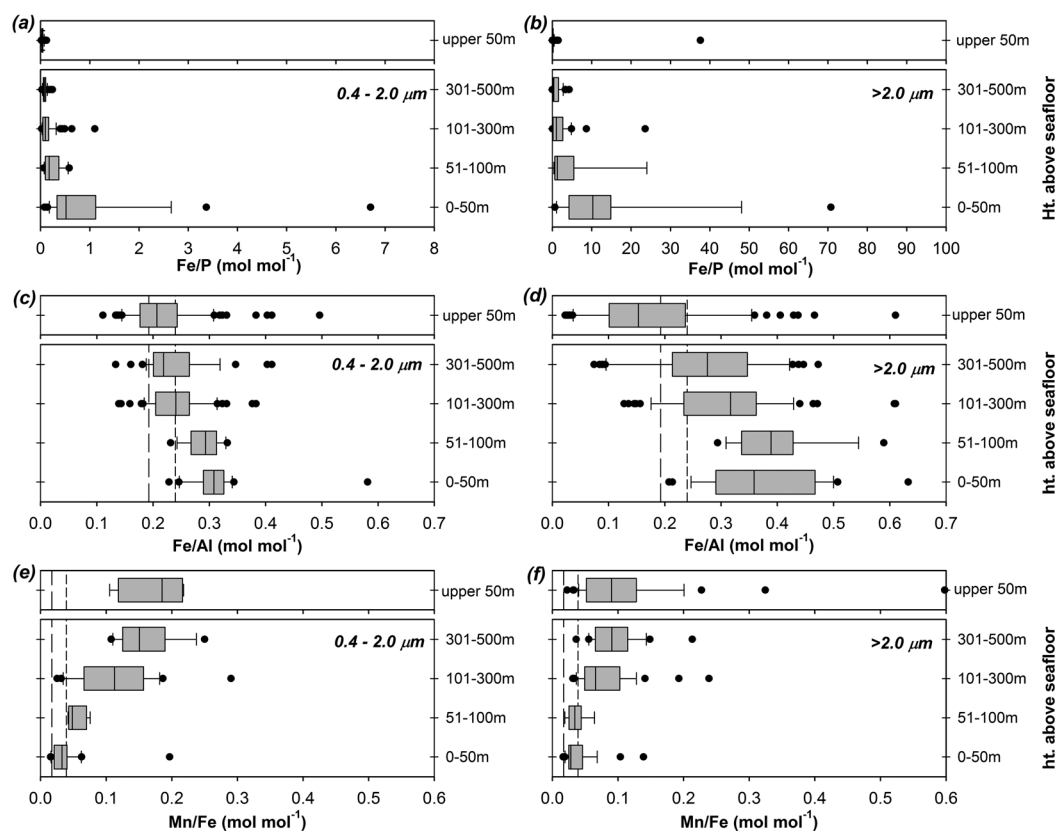 (a) (b)
upper 50m upper 50m
0.4 - 2.0 µm 301-500m >2.0 µm 301-500m
101-300m 101-300m
51-100m 51-100m
0-50m 0-50m
Ht. above seafloor
0 1 2 3 4 5 6 7 8 0 10 20 30 40 50 60 70 80 90 100
Fe/P (mol mol⁻¹) Fe/P (mol mol⁻¹)
(c) (d)
upper 50m upper 50m
0.4 - 2.0 µm 301-500m >2.0 µm 301-500m
101-300m 101-300m
51-100m 51-100m
0-50m 0-50m
ht. above seafloor
0.0 0.1 0.2 0.3 0.4 0.5 0.6 0.7 0.0 0.1 0.2 0.3 0.4 0.5 0.6 0.7
Fe/Al (mol mol⁻¹) Fe/Al (mol mol⁻¹)
(e) (f)
upper 50m upper 50m
0.4 - 2.0 µm 301-500m >2.0 µm 301-500m
101-300m 101-300m
51-100m 51-100m
0-50m 0-50m
ht. above seafloor
0.0 0.1 0.2 0.3 0.4 0.5 0.6 0.0 0.1 0.2 0.3 0.4 0.5 0.6
Mn/Fe (mol mol⁻¹) Mn/Fe (mol mol⁻¹)